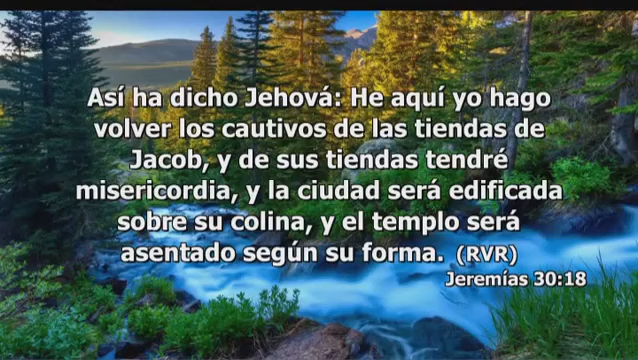 Así ha dicho Jehová: He aquí yo hago
volver los cautivos de las tiendas de
Jacob, y de sus tiendas tendré
misericordia, y la ciudad será edificada
sobre su colina, y el templo será
asentado según su forma. (RVR)
Jeremías 30:18